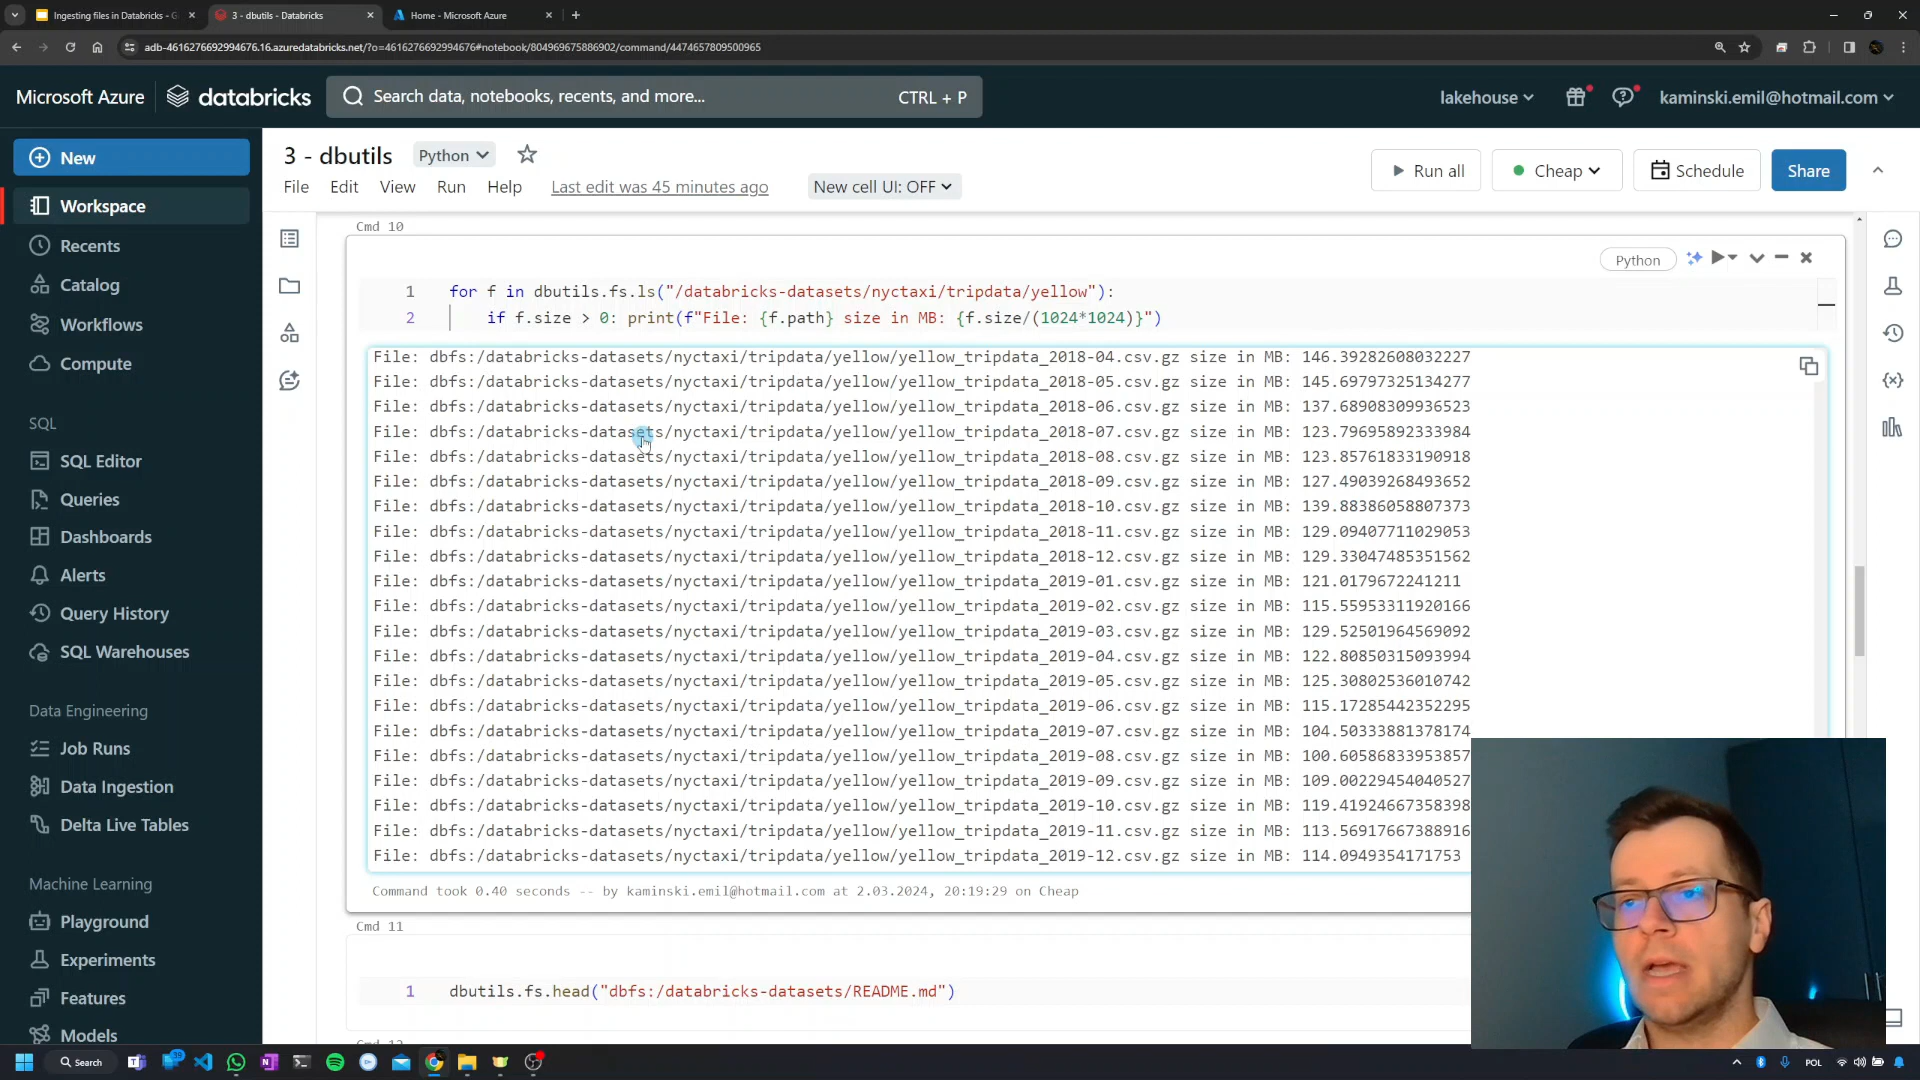 Ingesting files in Databricks - G
3 - dbutils - Databricks
Home - Microsoft Azure
adb-4616276692994676.16.azuredatabricks.net/?o=4616276692994676#notebook/804969675886902/command/4474657809500965
Microsoft Azure
databricks
Search data, notebooks, recents, and more...
CTRL + P
lakehouse
kaminski.emil@hotmail.com
New
Workspace
Recents
Catalog
Workflows
Compute
SQL
SQL Editor
Queries
Dashboards
Alerts
Query History
SQL Warehouses
Data Engineering
Job Runs
Data Ingestion
Delta Live Tables
Machine Learning
Playground
Experiments
Features
Models
3 - dbutils
Python
File Edit View Run Help Last edit was 45 minutes ago New cell UI: OFF
Run all
Cheap
Schedule
Share
Cmd 10
Python
1 for f in dbutils.fs.ls("/databricks-datasets/nyctaxi/tripdata/yellow"):
2 if f.size > 0: print(f"File: {f.path} size in MB: {f.size/(1024*1024)}")
File: dbfs:/databricks-datasets/nyctaxi/tripdata/yellow/yellow_tripdata_2018-04.csv.gz size in MB: 146.39282608032227
File: dbfs:/databricks-datasets/nyctaxi/tripdata/yellow/yellow_tripdata_2018-05.csv.gz size in MB: 145.69797325134277
File: dbfs:/databricks-datasets/nyctaxi/tripdata/yellow/yellow_tripdata_2018-06.csv.gz size in MB: 137.68908309936523
File: dbfs:/databricks-datasets/nyctaxi/tripdata/yellow/yellow_tripdata_2018-07.csv.gz size in MB: 123.79695892333984
File: dbfs:/databricks-datasets/nyctaxi/tripdata/yellow/yellow_tripdata_2018-08.csv.gz size in MB: 123.85761833190918
File: dbfs:/databricks-datasets/nyctaxi/tripdata/yellow/yellow_tripdata_2018-09.csv.gz size in MB: 127.49039268493652
File: dbfs:/databricks-datasets/nyctaxi/tripdata/yellow/yellow_tripdata_2018-10.csv.gz size in MB: 139.88386058807373
File: dbfs:/databricks-datasets/nyctaxi/tripdata/yellow/yellow_tripdata_2018-11.csv.gz size in MB: 129.09407711029053
File: dbfs:/databricks-datasets/nyctaxi/tripdata/yellow/yellow_tripdata_2018-12.csv.gz size in MB: 129.33047485351562
File: dbfs:/databricks-datasets/nyctaxi/tripdata/yellow/yellow_tripdata_2019-01.csv.gz size in MB: 121.0179672241211
File: dbfs:/databricks-datasets/nyctaxi/tripdata/yellow/yellow_tripdata_2019-02.csv.gz size in MB: 115.55953311920166
File: dbfs:/databricks-datasets/nyctaxi/tripdata/yellow/yellow_tripdata_2019-03.csv.gz size in MB: 129.52501964569092
File: dbfs:/databricks-datasets/nyctaxi/tripdata/yellow/yellow_tripdata_2019-04.csv.gz size in MB: 122.80850315093994
File: dbfs:/databricks-datasets/nyctaxi/tripdata/yellow/yellow_tripdata_2019-05.csv.gz size in MB: 125.30802536010742
File: dbfs:/databricks-datasets/nyctaxi/tripdata/yellow/yellow_tripdata_2019-06.csv.gz size in MB: 115.17285442352295
File: dbfs:/databricks-datasets/nyctaxi/tripdata/yellow/yellow_tripdata_2019-07.csv.gz size in MB: 104.50333881378174
File: dbfs:/databricks-datasets/nyctaxi/tripdata/yellow/yellow_tripdata_2019-08.csv.gz size in MB: 100.60586833953857
File: dbfs:/databricks-datasets/nyctaxi/tripdata/yellow/yellow_tripdata_2019-09.csv.gz size in MB: 109.00229454040527
File: dbfs:/databricks-datasets/nyctaxi/tripdata/yellow/yellow_tripdata_2019-10.csv.gz size in MB: 119.41924667358398
File: dbfs:/databricks-datasets/nyctaxi/tripdata/yellow/yellow_tripdata_2019-11.csv.gz size in MB: 113.56917667388916
File: dbfs:/databricks-datasets/nyctaxi/tripdata/yellow/yellow_tripdata_2019-12.csv.gz size in MB: 114.0949354171753
Command took 0.40 seconds -- by kaminski.emil@hotmail.com at 2.03.2024, 20:19:29 on Cheap
Cmd 11
1 dbutils.fs.head("dbfs:/databricks-datasets/README.md")
Search
POL